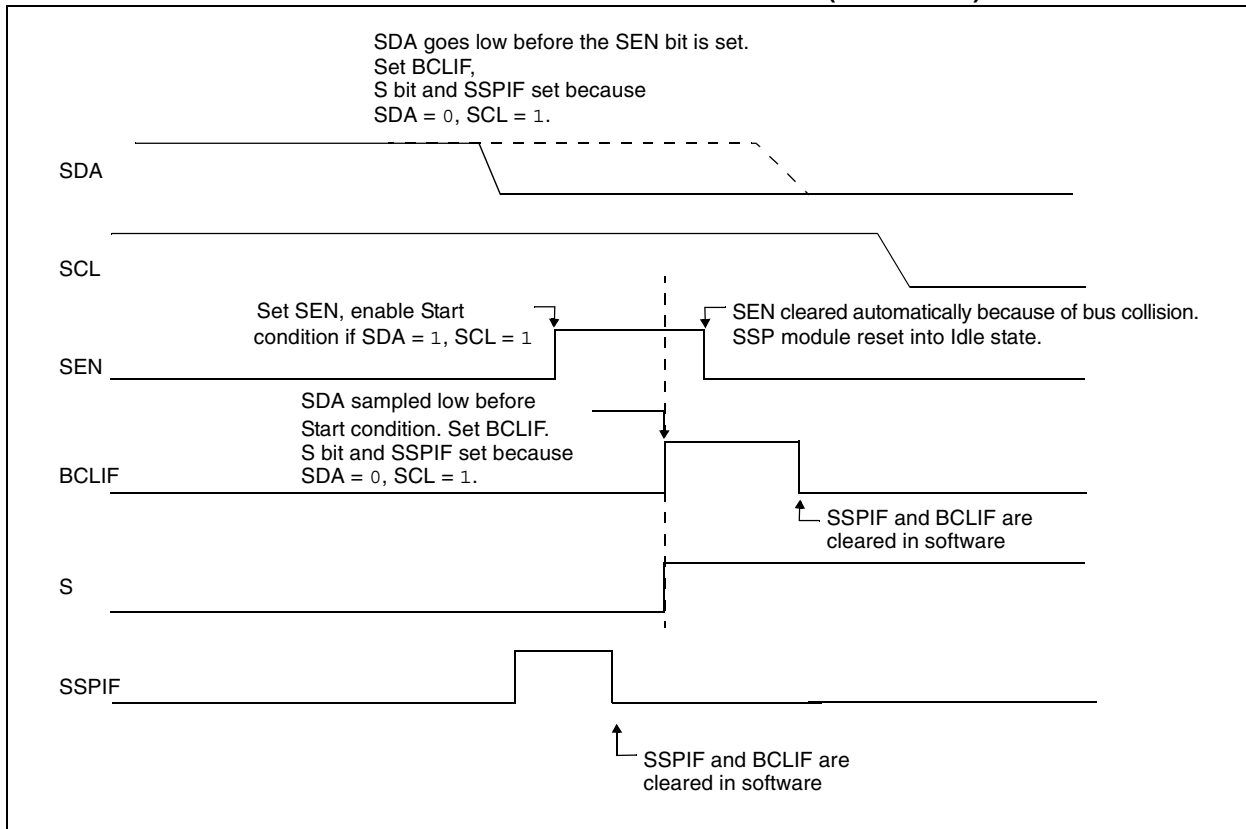 SDA goes low before the SEN bit is set.
Set BCLIF,
S bit and SSPIF set because
SDA = 0, SCL = 1.
SDA
SCL
Set SEN, enable Start
condition if SDA = 1, SCL = 1
SEN cleared automatically because of bus collision.
SSP module reset into Idle state.
SEN
SDA sampled low before
Start condition. Set BCLIF.
S bit and SSPIF set because
SDA = 0, SCL = 1.
BCLIF
SSPIF and BCLIF are
cleared in software
S
SSPIF
SSPIF and BCLIF are
cleared in software